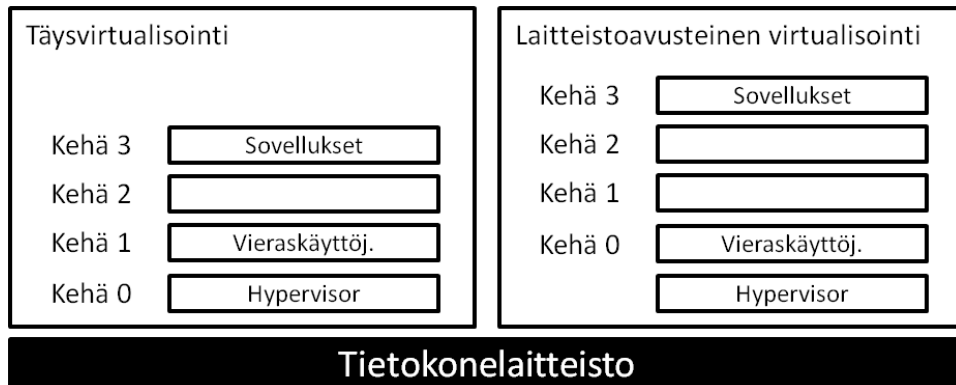 Täysvirtualisointi
Kehä 3 Sovellukset
Kehä 2
Kehä 1 Vieraskäyttöj.
Kehä 0 Hypervisor
Laitteistoavusteinen virtualisointi
Kehä 3 Sovellukset
Kehä 2
Kehä 1
Kehä 0 Vieraskäyttöj.
Hypervisor
Tietokonelaitteisto